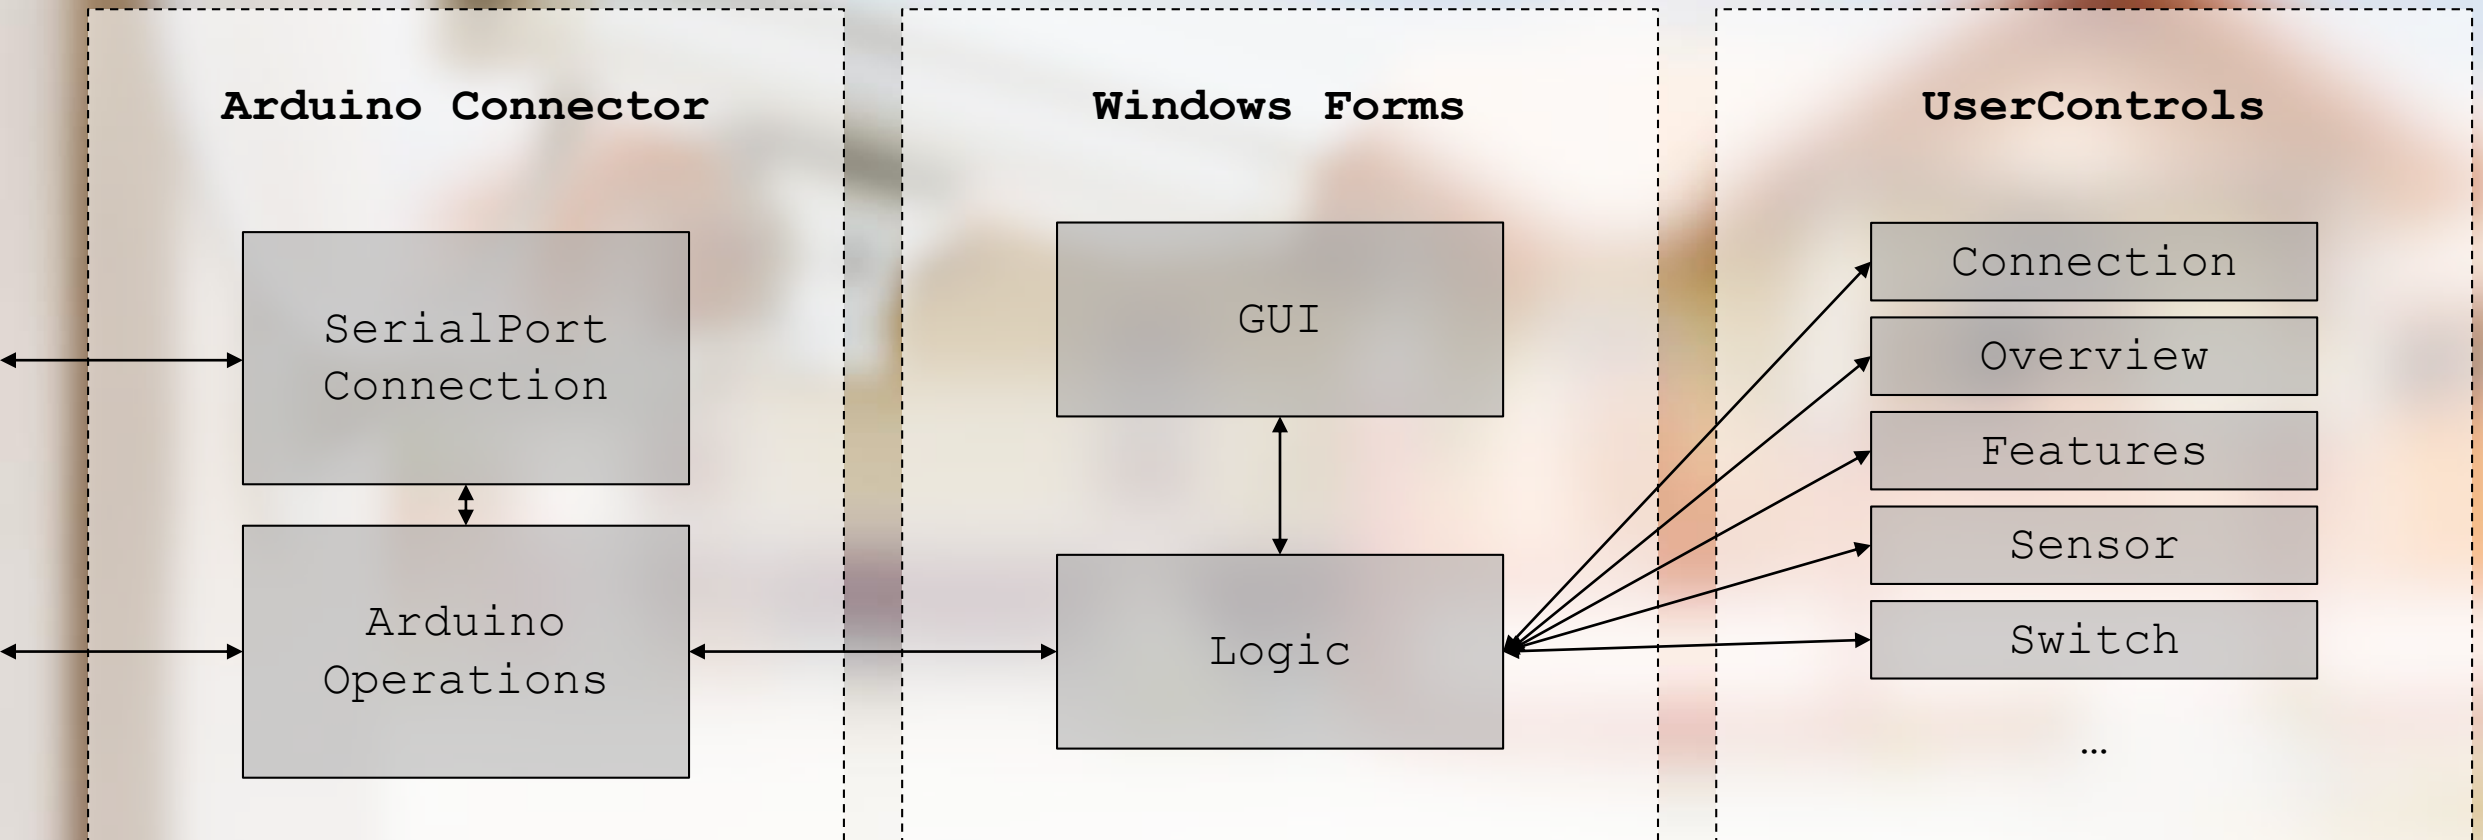 Arduino Connector
SerialPort
Connection
Arduino
Operations
Windows Forms
GUI
Logic
UserControls
Connection
Overview
Features
Sensor
Switch
…